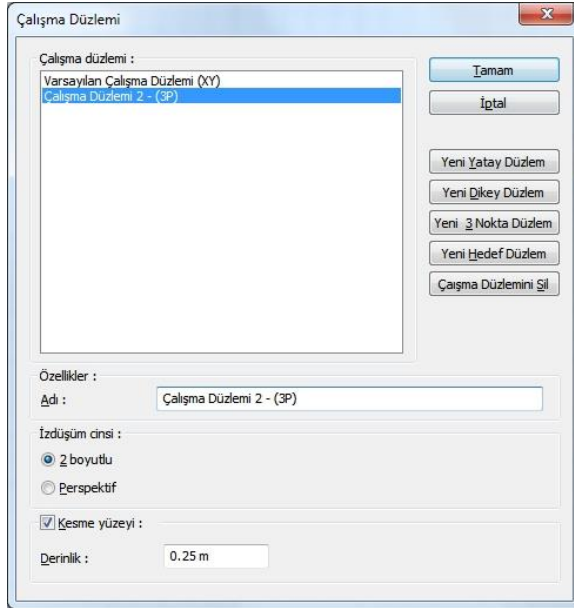 Çalışma Düzlemi
Çalışma düzlemi :
Varsayılan Çalışma Düzlemi (XY)
Çalışma Düzlemi 2 - (3P)
Tamam
İptal
Yeni Yatay Düzlem
Yeni Dikey Düzlem
Yeni 3 Nokta Düzlem
Yeni Hedef Düzlem
Çaışma Düzlemini Sil
Özellikler :
Adı : Çalışma Düzlemi 2 - (3P)
İzdüşüm cinsi :
2 boyutlu
Perspektif
Kesme yüzeyi :
Derinlik : 0.25 m